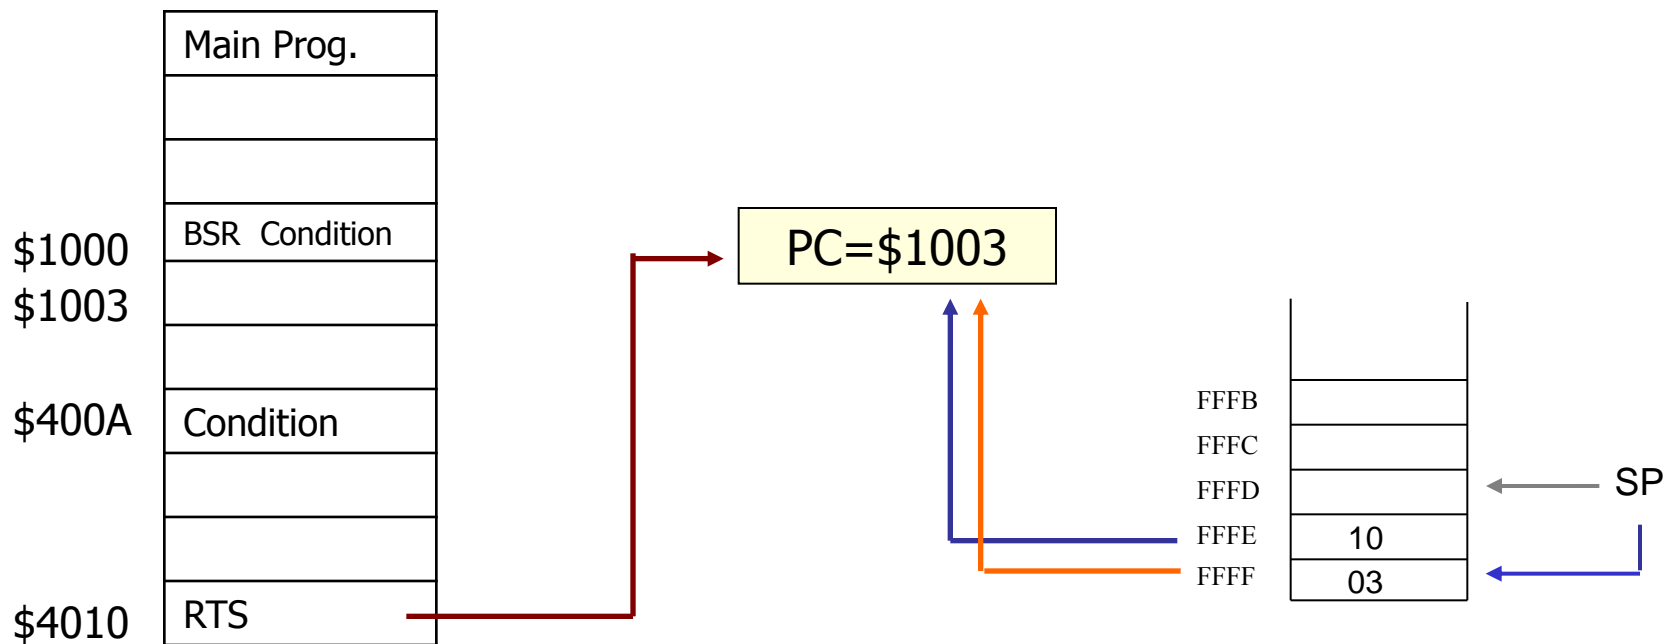 Main Prog.
$1000
BSR Condition
PC=$1003
$1003
$400A
Condition
FFFB
FFFC
FFFD
SP
FFFE
10
FFFF
03
$4010
RTS